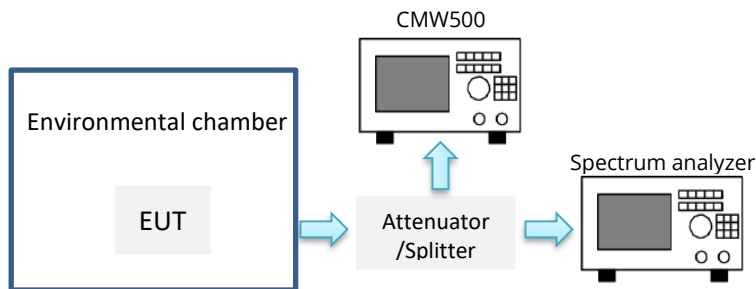 CMW500
Environmental chamber
Spectrum analyzer
EUT
Attenuator
/Splitter